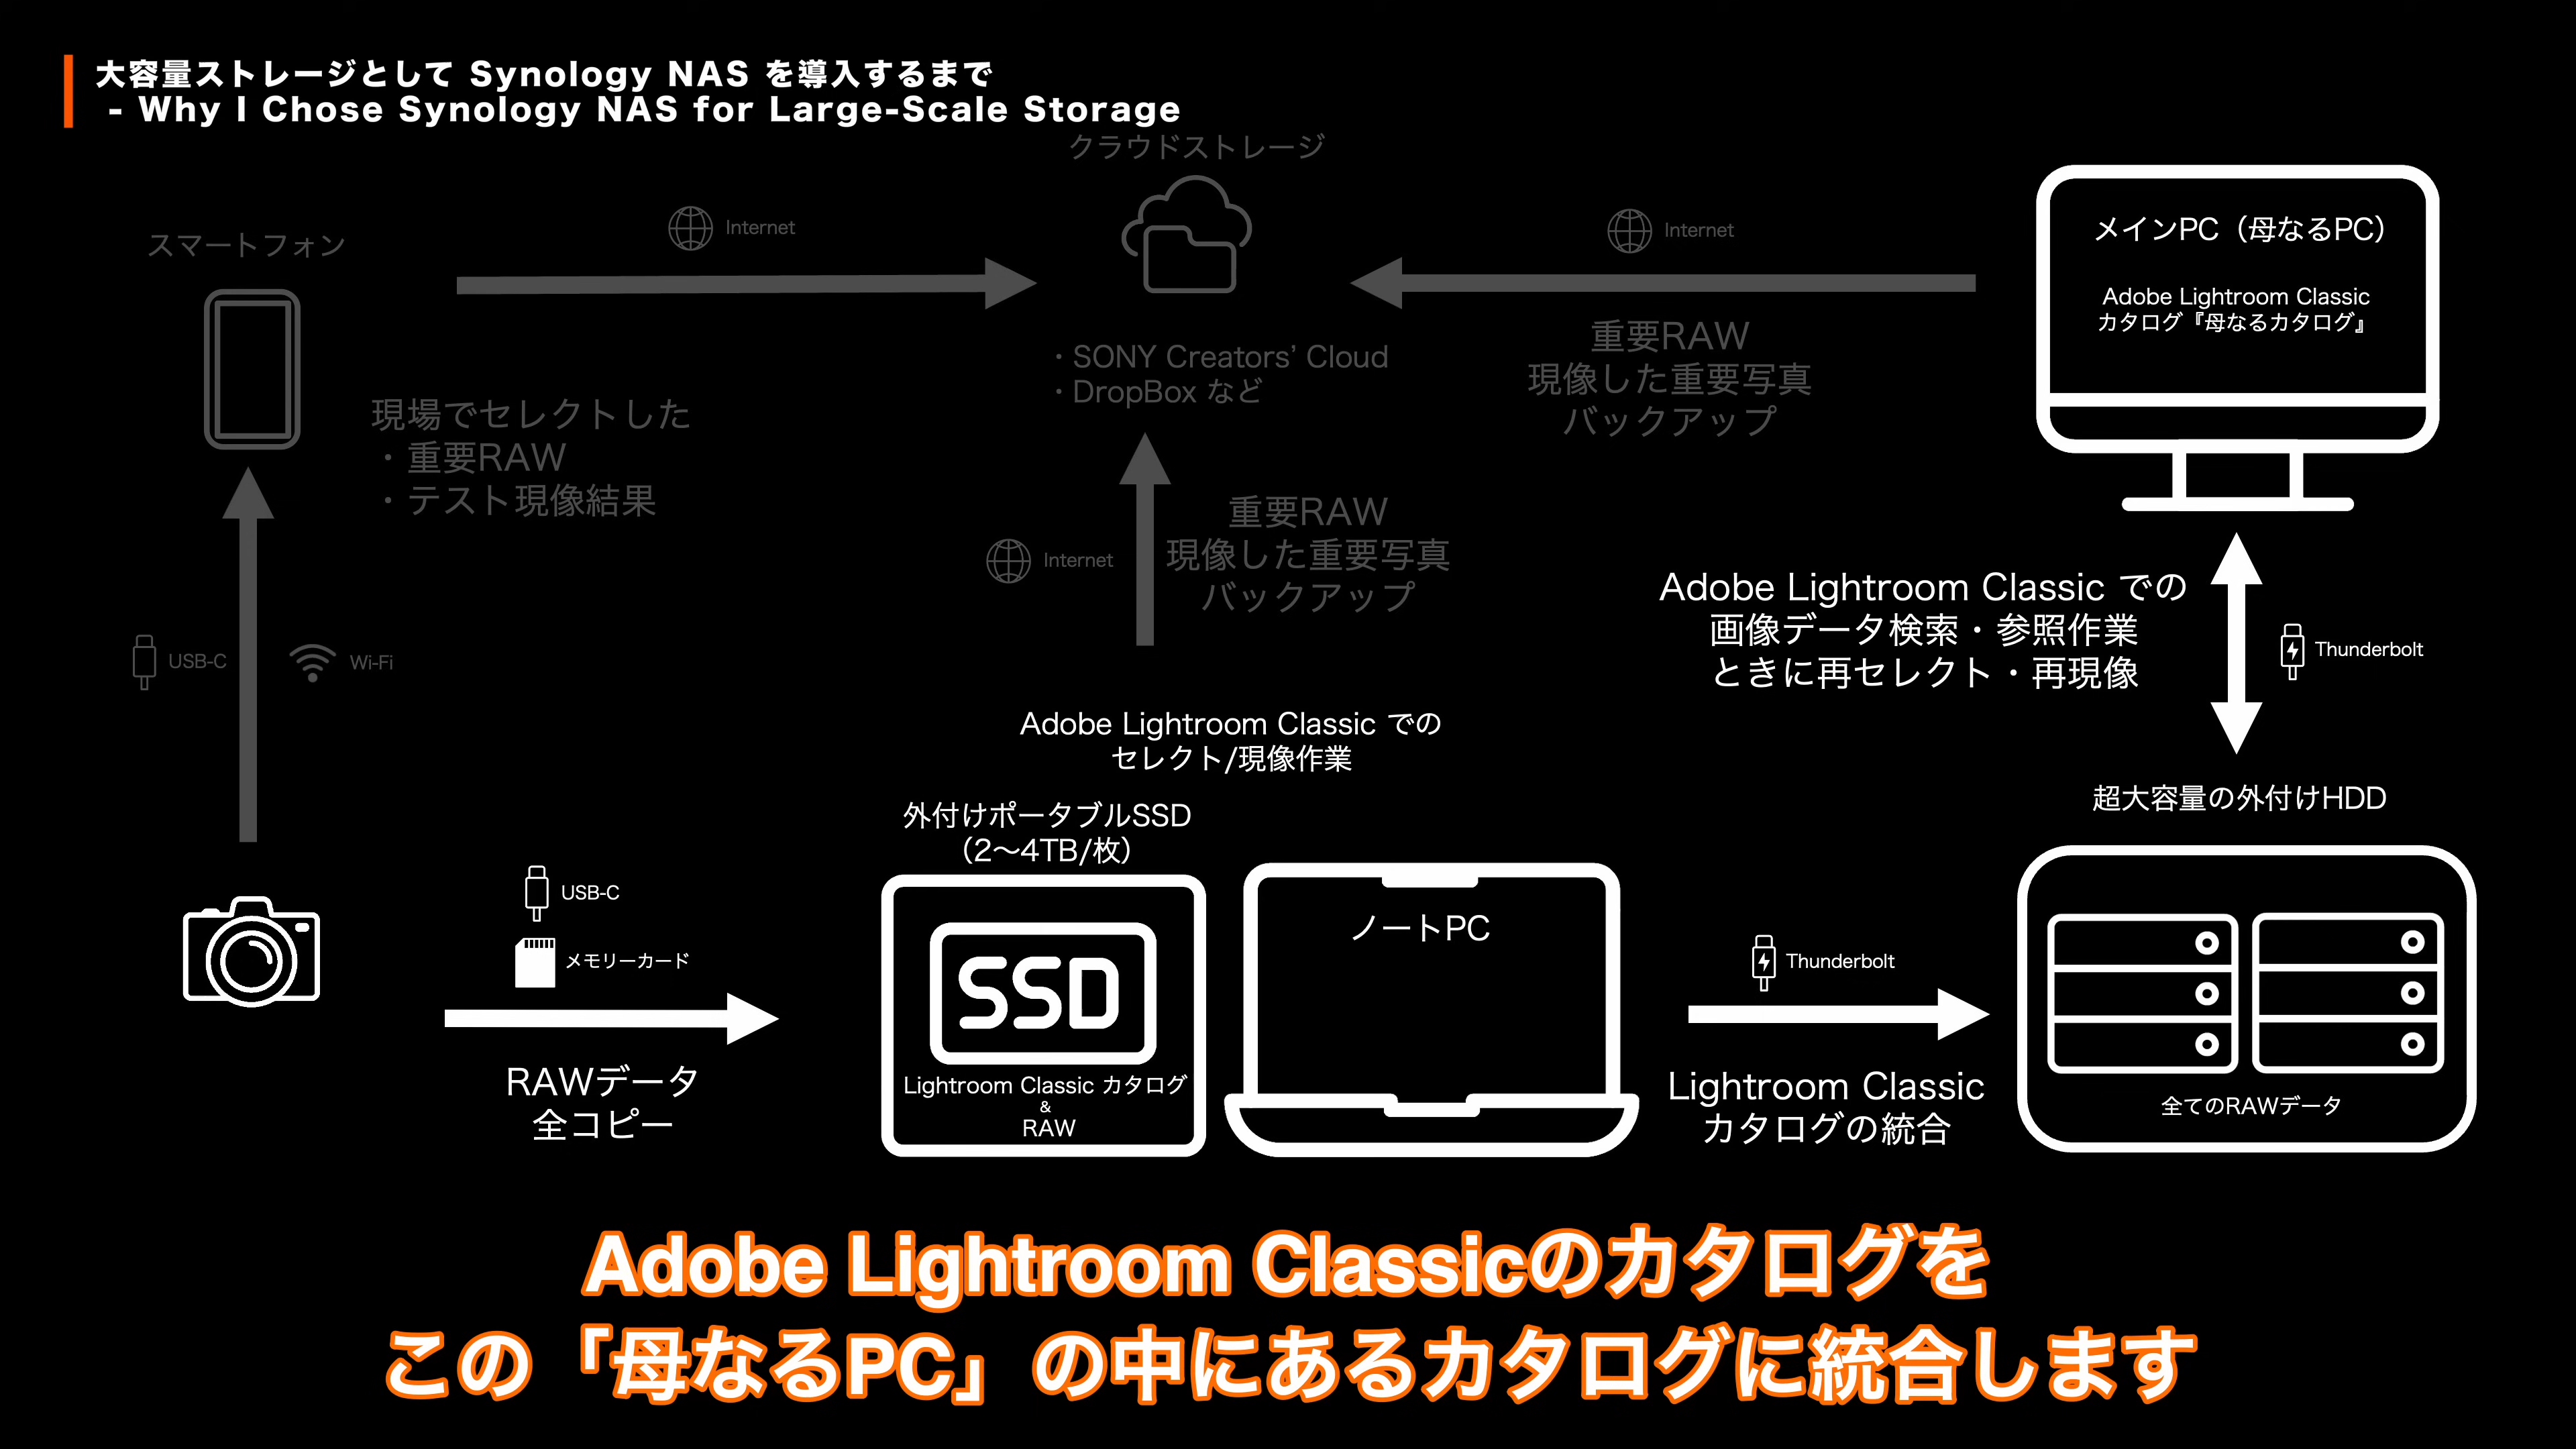 大容量ストレージとして Synology NAS を導入するまで
- Why I Chose Synology NAS for Large-Scale Storage
クラウドストレージ
Internet
Internet
スマートフォン
メインPC（母なるPC）
Adobe Lightroom Classic
カタログ『母なるカタログ』
・SONY Creators’ Cloud
・DropBox など
重要RAW
現像した重要写真
バックアップ
現場でセレクトした
・重要RAW
・テスト現像結果
重要RAW
現像した重要写真
バックアップ
Internet
USB-C
Wi-Fi
Adobe Lightroom Classic での
画像データ検索・参照作業
ときに再セレクト・再現像
Thunderbolt
Adobe Lightroom Classic での
セレクト/現像作業
外付けポータブルSSD
（2〜4TB/枚）
超大容量の外付けHDD
USB-C
メモリーカード
RAWデータ
全コピー
SSD
Lightroom Classic カタログ
&
RAW
ノートPC
Thunderbolt
Lightroom Classic
カタログの統合
全てのRAWデータ
Adobe Lightroom Classicのカタログを
この「母なるPC」の中にあるカタログに統合します